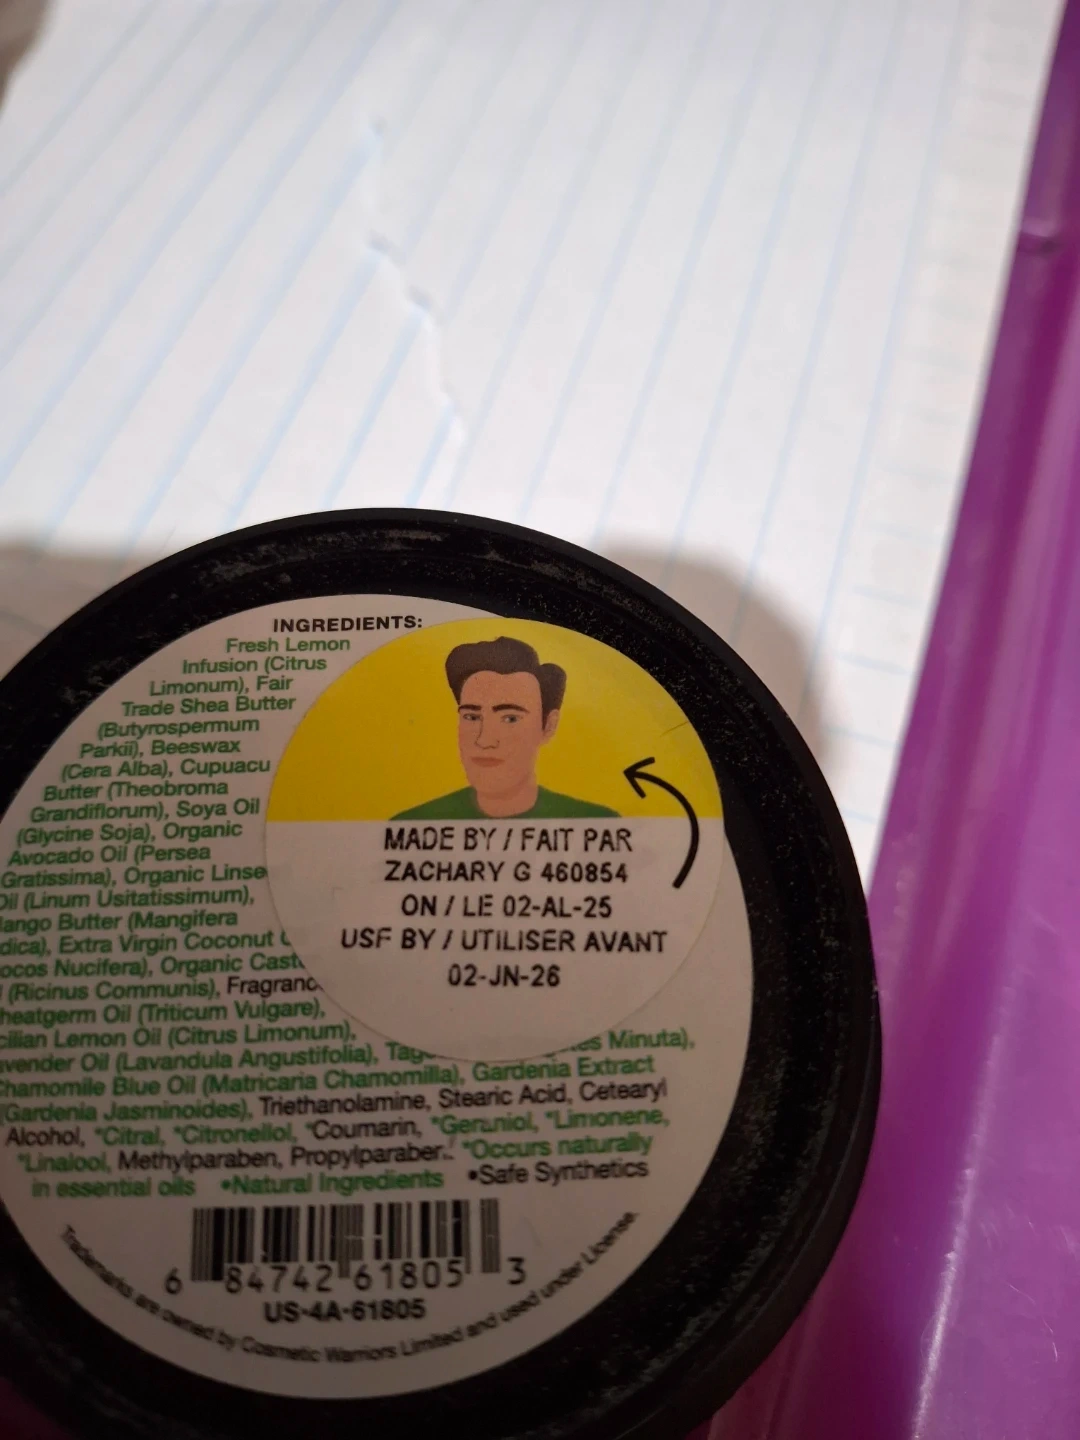 INGREDIENTS:
Fresh Lemon
Infusion (Citrus
Limonum), Fair
Trade Shea Butter
(Butyrospermum
Parkii), Beeswax
(Cera Alba), Cupuacu
Butter (Theobroma
Grandiflorum), Soya Oil
(Glycine Soja), Organic
Avocado Oil (Persea
Gratissima), Organic Linse
Oil (Linum Usitatissimum),
ango Butter (Mangifera
dica), Extra Virgin Coconut
ocos Nucifera), Organic Cast
(Ricinus Communis), Fragranc
heatgerm Oil (Triticum Vulgare),
cilian Lemon Oil (Citrus Limonum),
vender Oil (Lavandula Angustifolia), Tag es Minuta),
hamomile Blue Oil (Matricaria Chamomilla), Gardenia Extract
(Gardenia Jasminoides), Triethanolamine, Stearic Acid, Cetearyl
Alcohol, *Citral, *Citronellol, *Coumarin, *Geraniol, *Limonene,
*Linalool, Methylparaben, Propylparaben. *Occurs naturally
in essential oils •Natural Ingredients •Safe Synthetics
MADE BY / FAIT PAR
ZACHARY G 460854
ON / LE 02-AL-25
USF BY / UTILISER AVANT
02-JN-26
6 84742 61805 3
US-4A-61805
Trademarks are owned by Cosmetic Warriors Limited and used under License.